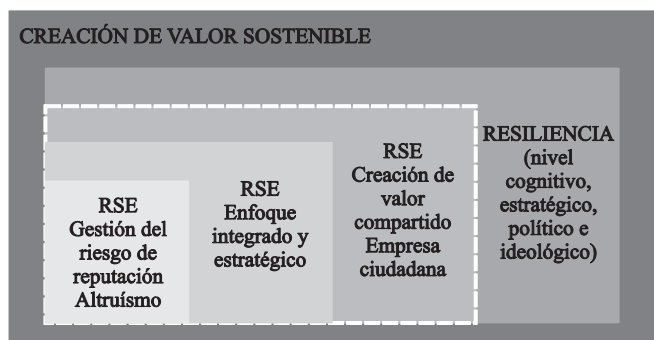 CREACIÓN DE VALOR SOSTENIBLE
RSE
Gestión del
riesgo de
reputación
Altruísmo
RSE
Enfoque
integrado y
estratégico
RSE
Creación de
valor
compartido
Empresa
ciudadana
RESILIENCIA
(nivel
cognitivo,
estratégico,
político e
ideológico)